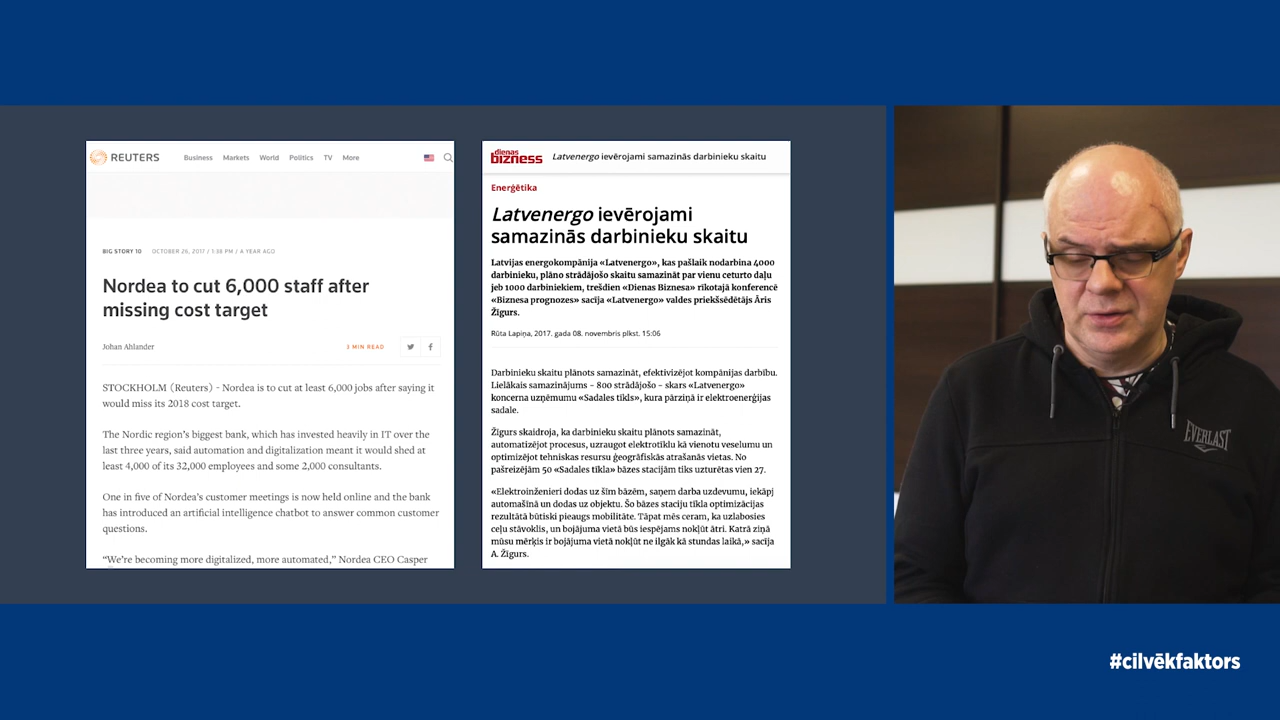 REUTERS
Business Markets World Politics TV More
BIG STORY 10 OCTOBER 26, 2017 / 1:38 PM / A YEAR AGO
Nordea to cut 6,000 staff after
missing cost target
Johan Ahlander
3 MIN READ
STOCKHOLM (Reuters) - Nordea is to cut at least 6,000 jobs after saying it
would miss its 2018 cost target.
The Nordic region's biggest bank, which has invested heavily in IT over the
last three years, said automation and digitalization meant it would shed at
least 4,000 of its 32,000 employees and some 2,000 consultants.
One in five of Nordea's customer meetings is now held online and the bank
has introduced an artificial intelligence chatbot to answer common customer
questions.
“We're becoming more digitalized, more automated,” Nordea CEO Casper
dienas
bizness
Latvenergo ievērojami samazinās darbinieku skaitu
Enerģētika
Latvenergo ievērojami
samazinās darbinieku skaitu
Latvijas energokompānija «Latvenergo», kas pašlaik nodarbina 4000
darbinieku, plāno strādājošo skaitu samazināt par vienu ceturto daļu
jeb 1000 darbiniekiem, trešdien «Dienas Biznesa» rīkotajā konferencē
«Biznesa prognozes» sacīja «Latvenergo» valdes priekšsēdētājs Āris
Žīgurs.
Rūta Lapiņa, 2017. gada 08. novembris plkst. 15:06
Darbinieku skaitu plānots samazināt, efektivizējot kompānijas darbību.
Lielākais samazinājums - 800 strādājošo - skars «Latvenergo»
koncerna uzņēmumu «Sadales tīkls», kura pārziņā ir elektroenerģijas
sadale.
Žīgurs skaidroja, ka darbinieku skaitu plānots samazināt,
automatizējot procesus, uzraugot elektrotīklu kā vienotu veselumu un
optimizējot tehniskas resursu ģeogrāfiskās atrašanās vietas. No
pašreizējām 50 «Sadales tīkla» bāzes stacijām tiks uzturētas vien 27.
«Elektroinženieri dodas uz šīm bāzēm, saņem darba uzdevumu, iekāpj
automašīnā un dodas uz objektu. Šo bāzes staciju tīkla optimizācijas
rezultātā būtiski pieaugs mobilitāte. Tāpat mēs ceram, ka uzlabosies
ceļu stāvoklis, un bojājuma vietā būs iespējams nokļūt ātri. Katrā ziņā
mūsu mērķis ir bojājuma vietā nokļūt ne ilgāk kā stundas laikā,» sacīja
A. Žīgurs.
EVERLAST
#cilvēkfaktors